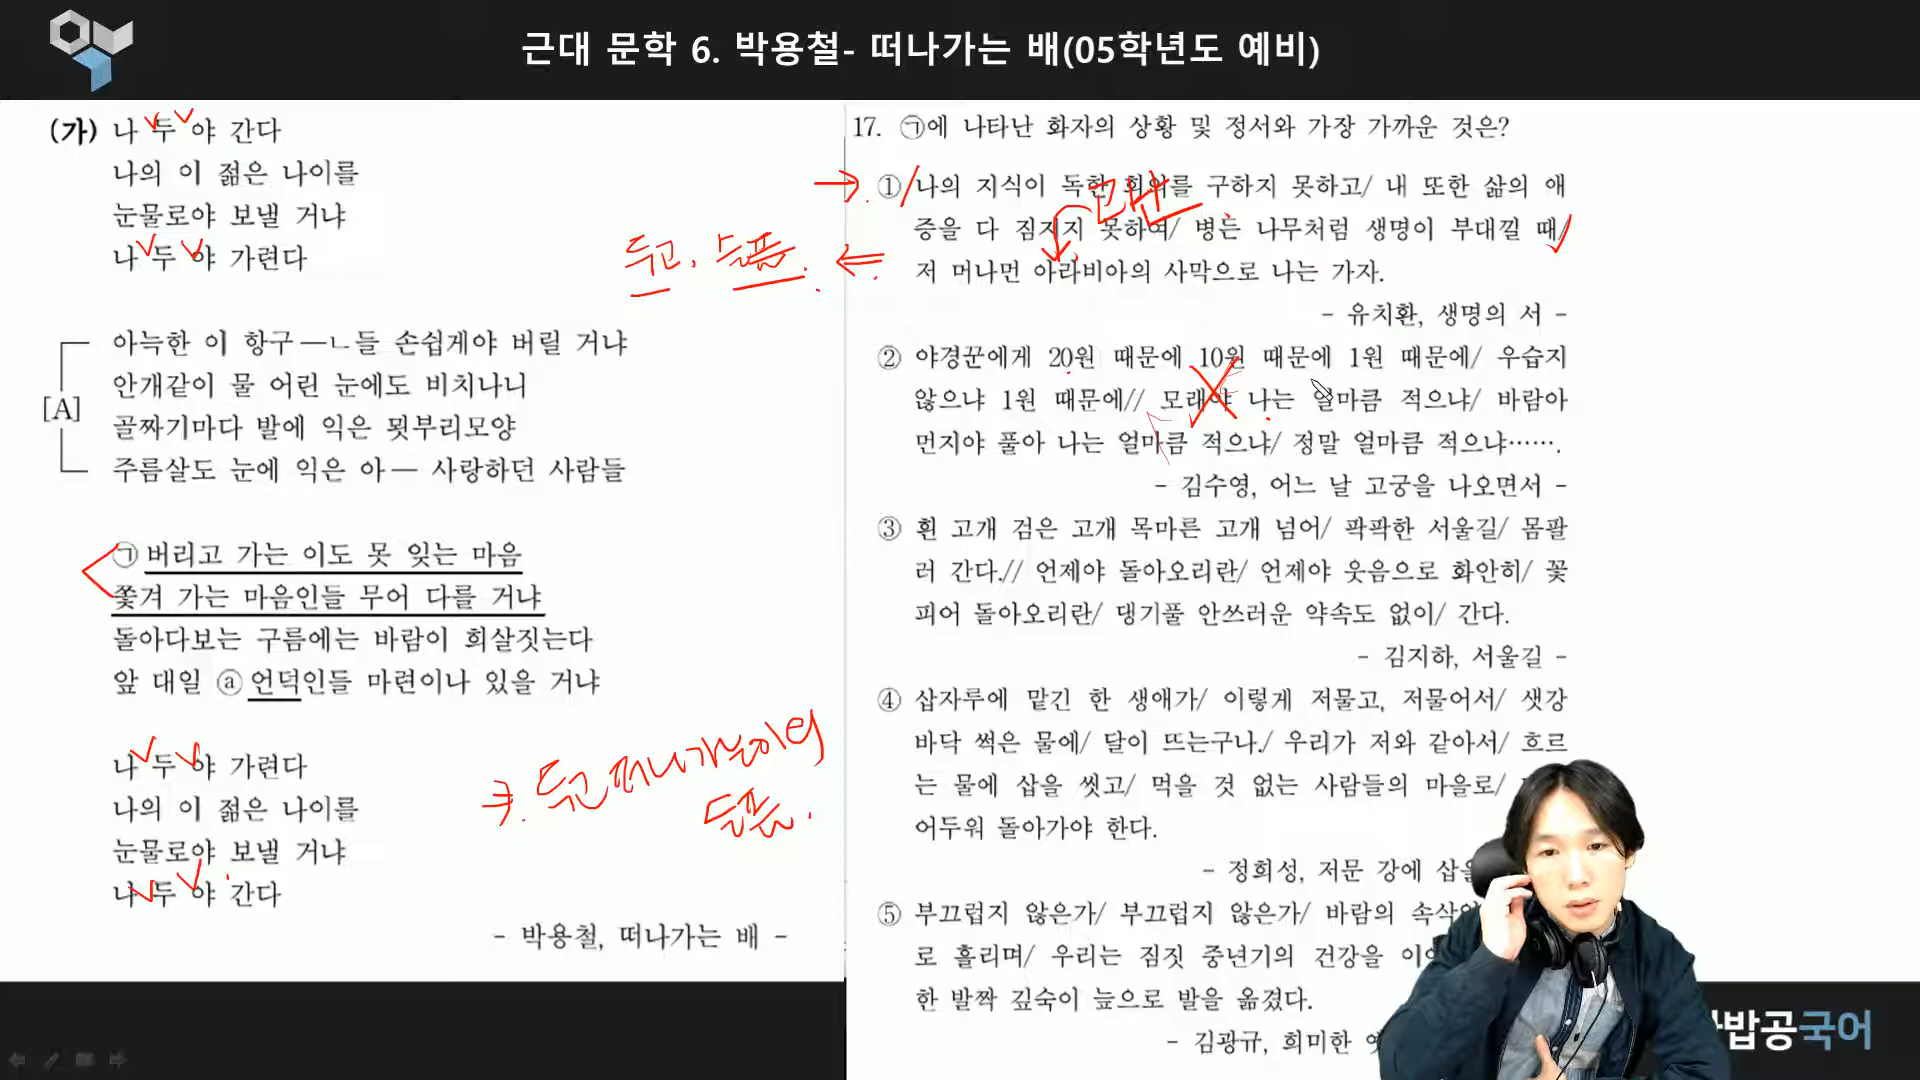 근대 문학 6. 박용철- 떠나가는 배(05학년도 예비)
(가) 나 두 야 간다
나의 이 젊은 나이를
눈물로야 보낼 거냐
나 두 야 가련다
[A]
아늑한 이 항구―ㄴ들 손쉽게야 버릴 거냐
안개같이 물 어린 눈에도 비치나니
골짜기마다 발에 익은 묏부리모양
주름살도 눈에 익은 아― 사랑하던 사람들
㉠ 버리고 가는 이도 못 잊는 마음
쫓겨 가는 마음인들 무어 다를 거냐
돌아다보는 구름에는 바람이 희살짓는다
앞 대일 ⓐ 언덕인들 마련이나 있을 거냐
나 두 야 가련다
나의 이 젊은 나이를
눈물로야 보낼 거냐
나 두 야 간다
- 박용철, 떠나가는 배 -
두고, 슬픔.
두고 떠나가는이의
슬픔.
17. ㉠에 나타난 화자의 상황 및 정서와 가장 가까운 것은?
① 나의 지식이 독한 회의를 구하지 못하고/ 내 또한 삶의 애
증을 다 짐지지 못하여/ 병든 나무처럼 생명이 부대낄 때/
저 머나먼 아라비아의 사막으로 나는 가자.
- 유치환, 생명의 서 -
고난
② 야경꾼에게 20원 때문에 10원 때문에 1원 때문에/ 우습지
않으냐 1원 때문에// 모래야 나는 얼마큼 적으냐/ 바람아
먼지야 풀아 나는 얼마큼 적으냐/ 정말 얼마큼 적으냐…….
- 김수영, 어느 날 고궁을 나오면서 -
③ 흰 고개 검은 고개 목마른 고개 넘어/ 팍팍한 서울길/ 몸팔
러 간다.// 언제야 돌아오리란/ 언제야 웃음으로 화안히/ 꽃
피어 돌아오리란/ 댕기풀 안쓰러운 약속도 없이/ 간다.
- 김지하, 서울길 -
④ 삽자루에 맡긴 한 생애가/ 이렇게 저물고, 저물어서/ 샛강
바닥 썩은 물에/ 달이 뜨는구나./ 우리가 저와 같아서/ 흐르
는 물에 삽을 씻고/ 먹을 것 없는 사람들의 마을로/
어두워 돌아가야 한다.
- 정희성, 저문 강에 삽을
⑤ 부끄럽지 않은가/ 부끄럽지 않은가/ 바람의
로 흘리며/ 우리는 짐짓 중년기의 건강을
한 발짝 깊숙이 늪으로 발을 옮겼다.
- 김광규, 희미한
밥공국어